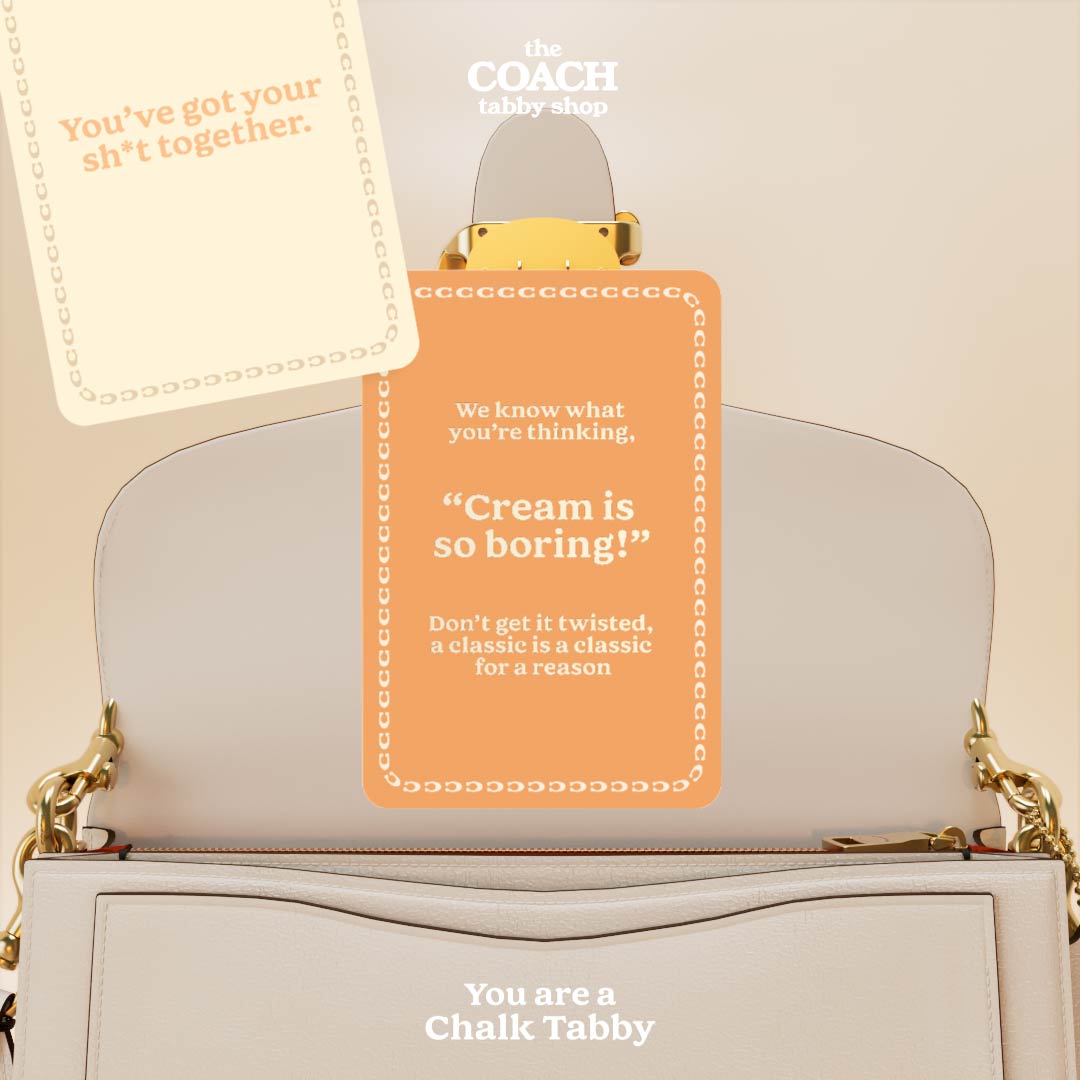 the
COACH
tabby shop
You've got your
sh*t together.
We know what
you're thinking,
“Cream is
so boring!”
Don't get it twisted,
a classic is a classic
for a reason
You are a
Chalk Tabby